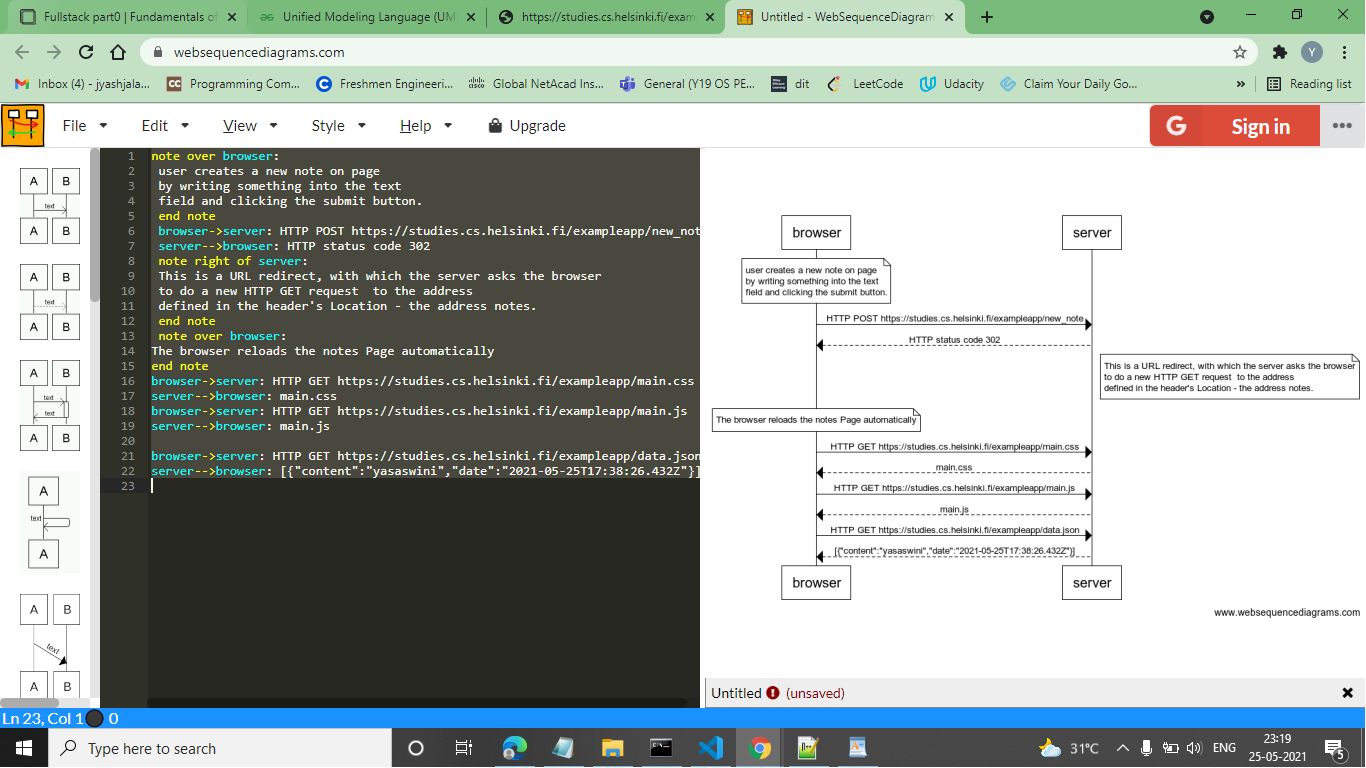 Fullstack part0 | Fundamentals of
Unified Modeling Language (UM
https://studies.cs.helsinki.fi/exam
Untitled - WebSequenceDiagram
websequencediagrams.com
Y
Inbox (4) - jyashjala...
CC Programming Com...
Freshmen Engineeri...
Global NetAcad Ins...
General (Y19 OS PE...
dit
LeetCode
Udacity
Claim Your Daily Go...
»
Reading list
File
Edit
View
Style
Help
Upgrade
G Sign in
A B
text
A B
A B
text
A B
A B
text
text
A B
A
text
A
A B
text
A B
1 note over browser:
2 user creates a new note on page
3 by writing something into the text
4 field and clicking the submit button.
5 end note
6 browser->server: HTTP POST https://studies.cs.helsinki.fi/exampleapp/new_not
7 server-->browser: HTTP status code 302
8 note right of server:
9 This is a URL redirect, with which the server asks the browser
10 to do a new HTTP GET request  to the address
11 defined in the header's Location - the address notes.
12 end note
13 note over browser:
14 The browser reloads the notes Page automatically
15 end note
16 browser->server: HTTP GET https://studies.cs.helsinki.fi/exampleapp/main.css
17 server-->browser: main.css
18 browser->server: HTTP GET https://studies.cs.helsinki.fi/exampleapp/main.js
19 server-->browser: main.js
20
21 browser->server: HTTP GET https://studies.cs.helsinki.fi/exampleapp/data.json
22 server-->browser: [{"content":"yasaswini","date":"2021-05-25T17:38:26.432Z"}]
23
browser server
user creates a new note on page
by writing something into the text
field and clicking the submit button.
HTTP POST https://studies.cs.helsinki.fi/exampleapp/new_note
HTTP status code 302
This is a URL redirect, with which the server asks the browser
to do a new HTTP GET request  to the address
defined in the header's Location - the address notes.
The browser reloads the notes Page automatically
HTTP GET https://studies.cs.helsinki.fi/exampleapp/main.css
main.css
HTTP GET https://studies.cs.helsinki.fi/exampleapp/main.js
main.js
HTTP GET https://studies.cs.helsinki.fi/exampleapp/data.json
[{"content":"yasaswini","date":"2021-05-25T17:38:26.432Z"}]
browser server
www.websequencediagrams.com
Untitled (unsaved)
Ln 23, Col 1 0
Type here to search
31°C
ENG
23:19
25-05-2021
5